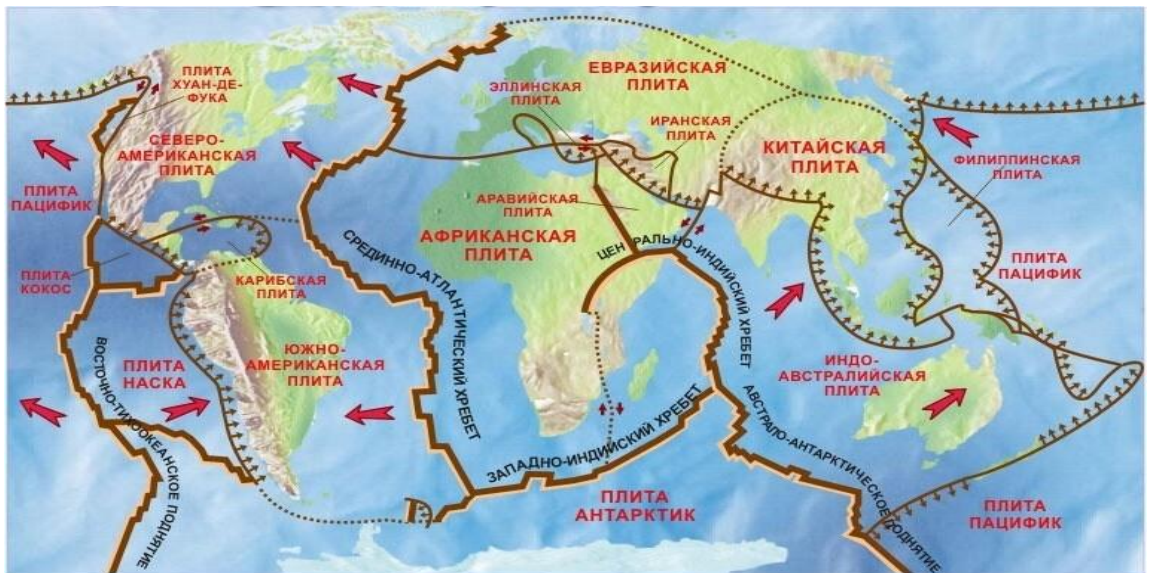 ПЛИТА
ХУАН-ДЕ-
ФУКА
СЕВЕРО-
АМЕРИКАНСКАЯ
ПЛИТА
ПЛИТА
ПАЦИФИК
ПЛИТА
КОКОС
КАРИБСКАЯ
ПЛИТА
ПЛИТА
НАСКА
ЮЖНО-
АМЕРИКАНСКАЯ
ПЛИТА
ВОСТОЧНО-ТИХООКЕАНСКОЕ ПОДНЯТИЕ
СРЕДИННО-АТЛАНТИЧЕСКИЙ ХРЕБЕТ
ЭЛЛИНСКАЯ
ПЛИТА
ЕВРАЗИЙСКАЯ
ПЛИТА
ИРАНСКАЯ
ПЛИТА
КИТАЙСКАЯ
ПЛИТА
ФИЛИППИНСКАЯ
ПЛИТА
АРАВИЙСКАЯ
ПЛИТА
АФРИКАНСКАЯ
ПЛИТА
ЦЕН РАЛЬНО-ИНДИЙСКИЙ ХРЕБЕТ
ПЛИТА
ПАЦИФИК
ИНДО-
АВСТРАЛИЙСКАЯ
ПЛИТА
ЗАПАДНО-ИНДИЙСКИЙ ХРЕБЕТ
АВСТРАЛО-АНТАРКТИЧЕСКОЕ ПОДНЯТИЕ
ПЛИТА
АНТАРКТИК
ПЛИТА
ПАЦИФИК